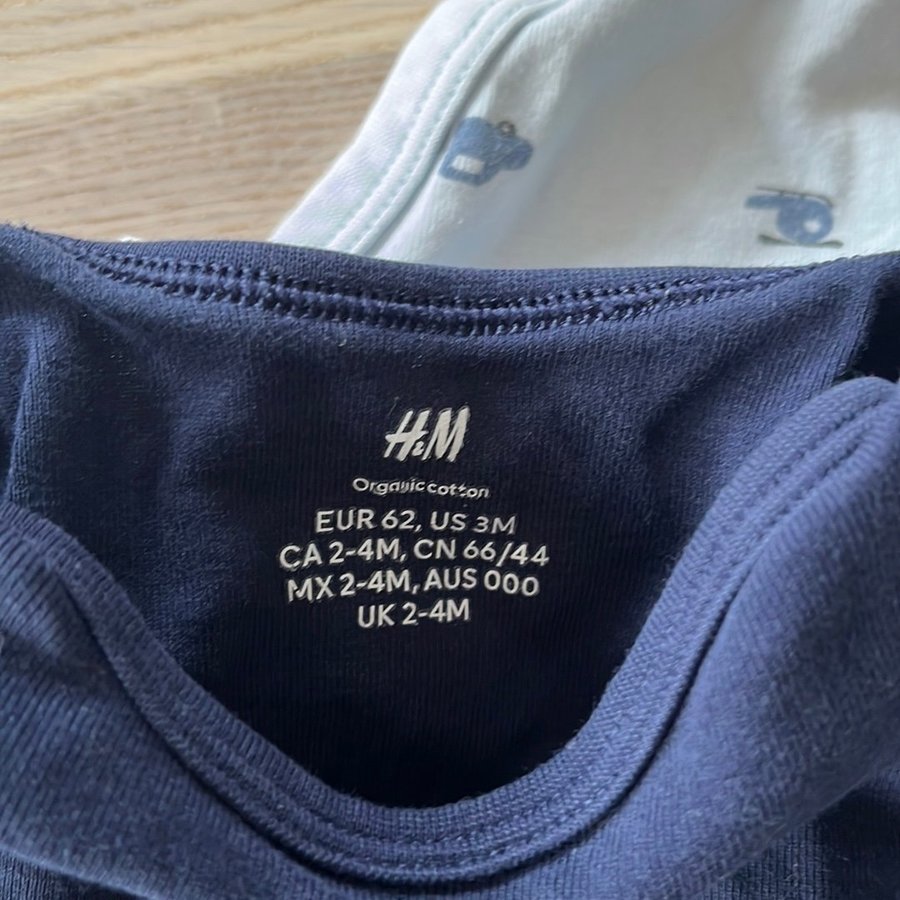 H&M
Organic cotton
EUR 62, US 3M
CA 2-4M, CN 66/44
MX 2-4M, AUS 000
UK 2-4M